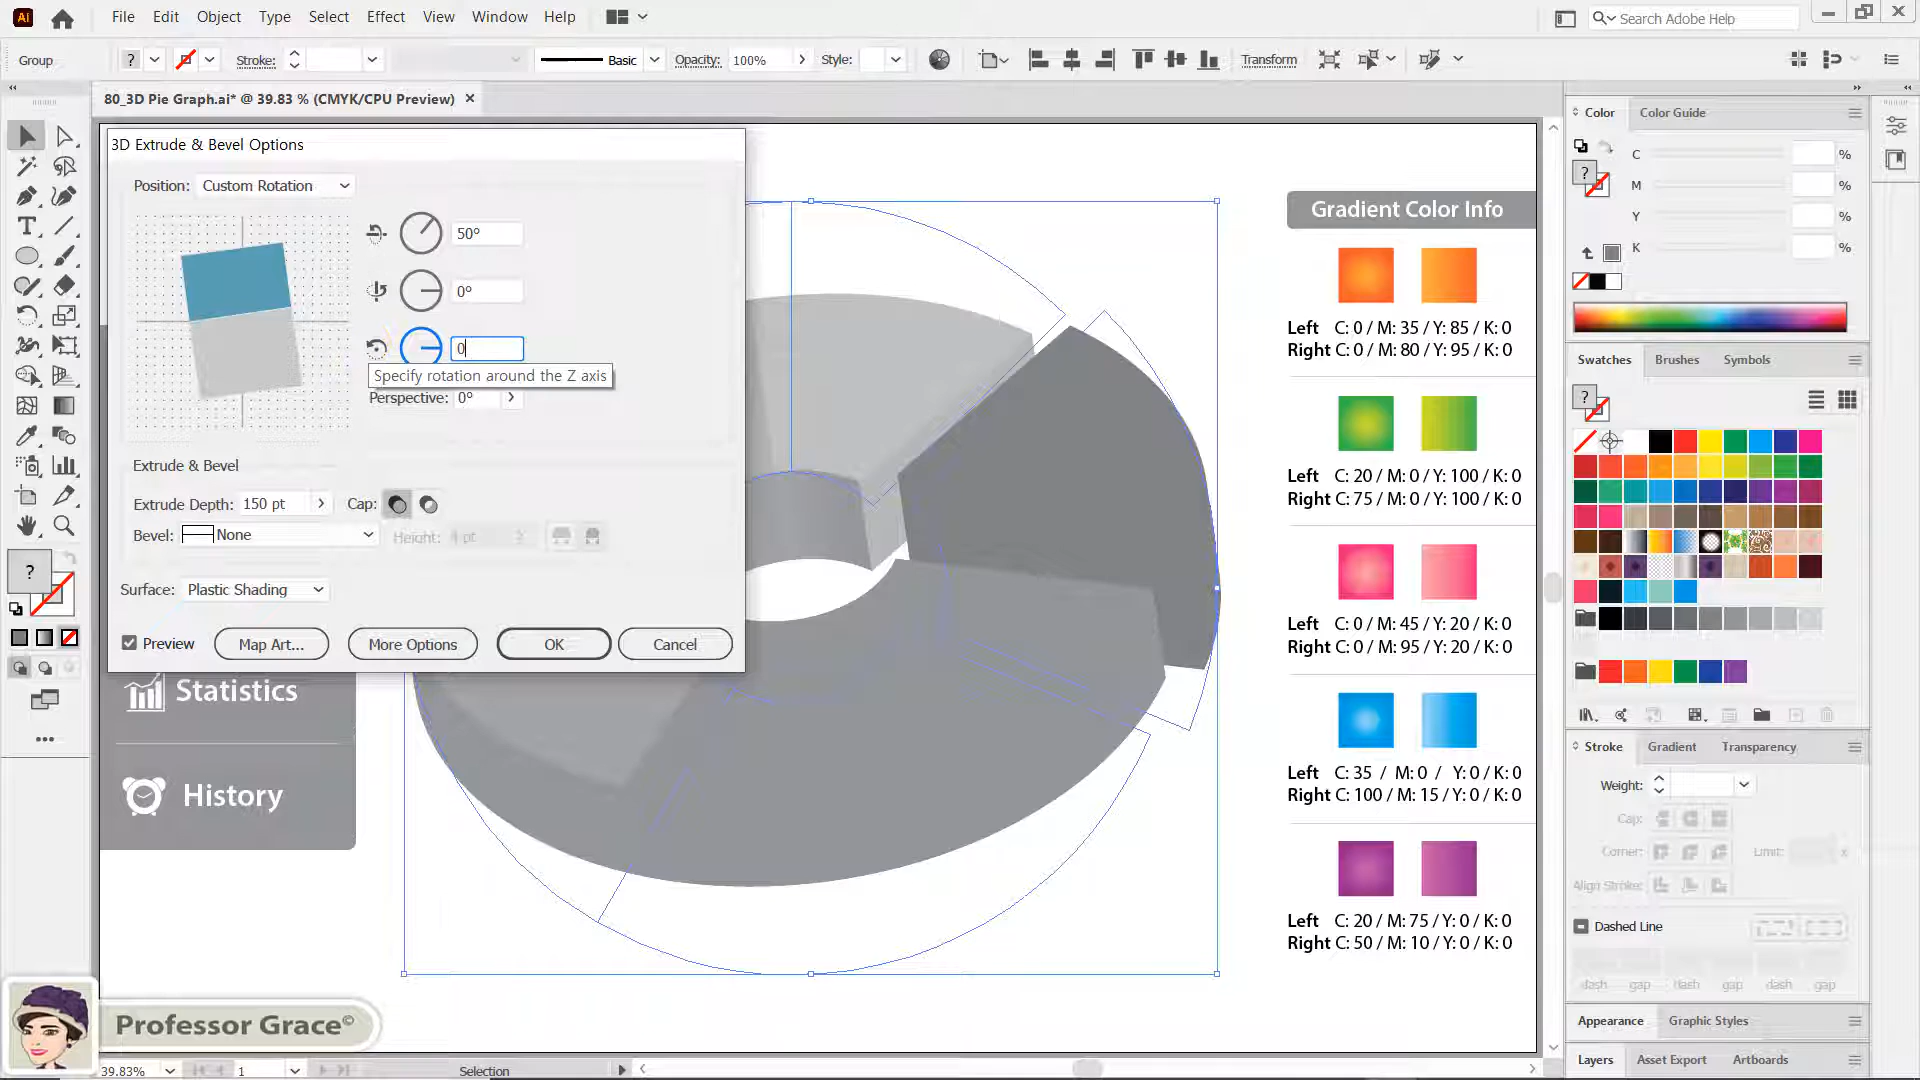 Ai File Edit Object Type Select Effect View Window Help Search Adobe Help
Group ? Stroke: Basic Opacity: 100% Style: Transform
80_3D Pie Graph.ai* @ 39.83 % (CMYK/CPU Preview) ×
3D Extrude & Bevel Options
Position: Custom Rotation
50°
0°
0
Specify rotation around the Z axis
Perspective: 0°
Extrude & Bevel
Extrude Depth: 150 pt Cap:
Bevel: None Height: 4 pt
Surface: Plastic Shading
Preview Map Art... More Options OK Cancel
Statistics
History
Professor Grace©
Gradient Color Info
Left C: 0 / M: 35 / Y: 85 / K: 0
Right C: 0 / M: 80 / Y: 95 / K: 0
Left C: 20 / M: 0 / Y: 100 / K: 0
Right C: 75 / M: 0 / Y: 100 / K: 0
Left C: 0 / M: 45 / Y: 20 / K: 0
Right C: 0 / M: 95 / Y: 20 / K: 0
Left C: 35 / M: 0 / Y: 0 / K: 0
Right C: 100 / M: 15 / Y: 0 / K: 0
Left C: 20 / M: 75 / Y: 0 / K: 0
Right C: 50 / M: 10 / Y: 0 / K: 0
Color Color Guide
C %
? M %
Y %
K %
Swatches Brushes Symbols
?
Stroke Gradient Transparency
Weight:
Cap:
Corner: Limit: x
Align Stroke:
Dashed Line
dash gap dash gap dash gap
Appearance Graphic Styles
Layers Asset Export Artboards
?
39.83% 1 Selection